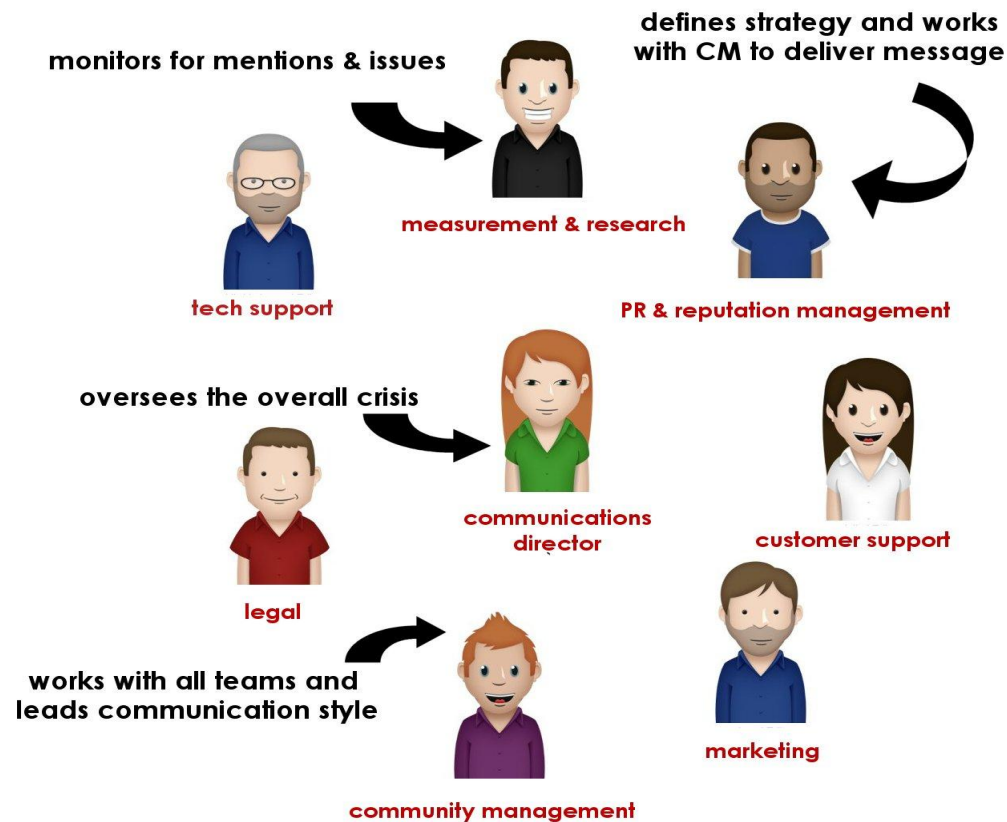 defines strategy and works
with CM to deliver message
monitors for mentions & issues
measurement & research
tech support
PR & reputation management
oversees the overall crisis
communications
director
customer support
legal
works with all teams and
leads communication style
marketing
community management